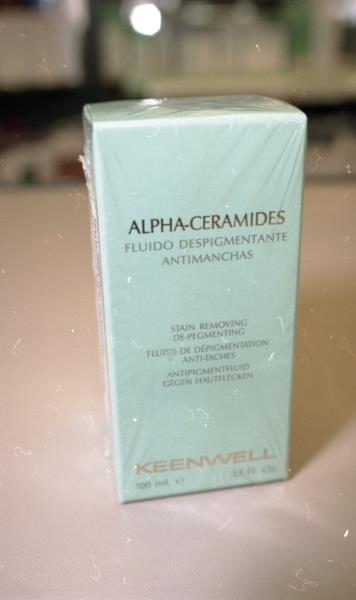 ALPHA-CERAMIDES
FLUIDO DESPIGMENTANTE
ANTIMANCHAS
STAIN REMOVING
DE-PEGMENTING
FLUIDE DE DÉPIGMENTATION
ANTI-TACHES
ANTIPIGMENTFLUID
GEGEN HAUTFLECKEN
KEENWELL
100 ml. ℮ 3.8 FL. Oz.